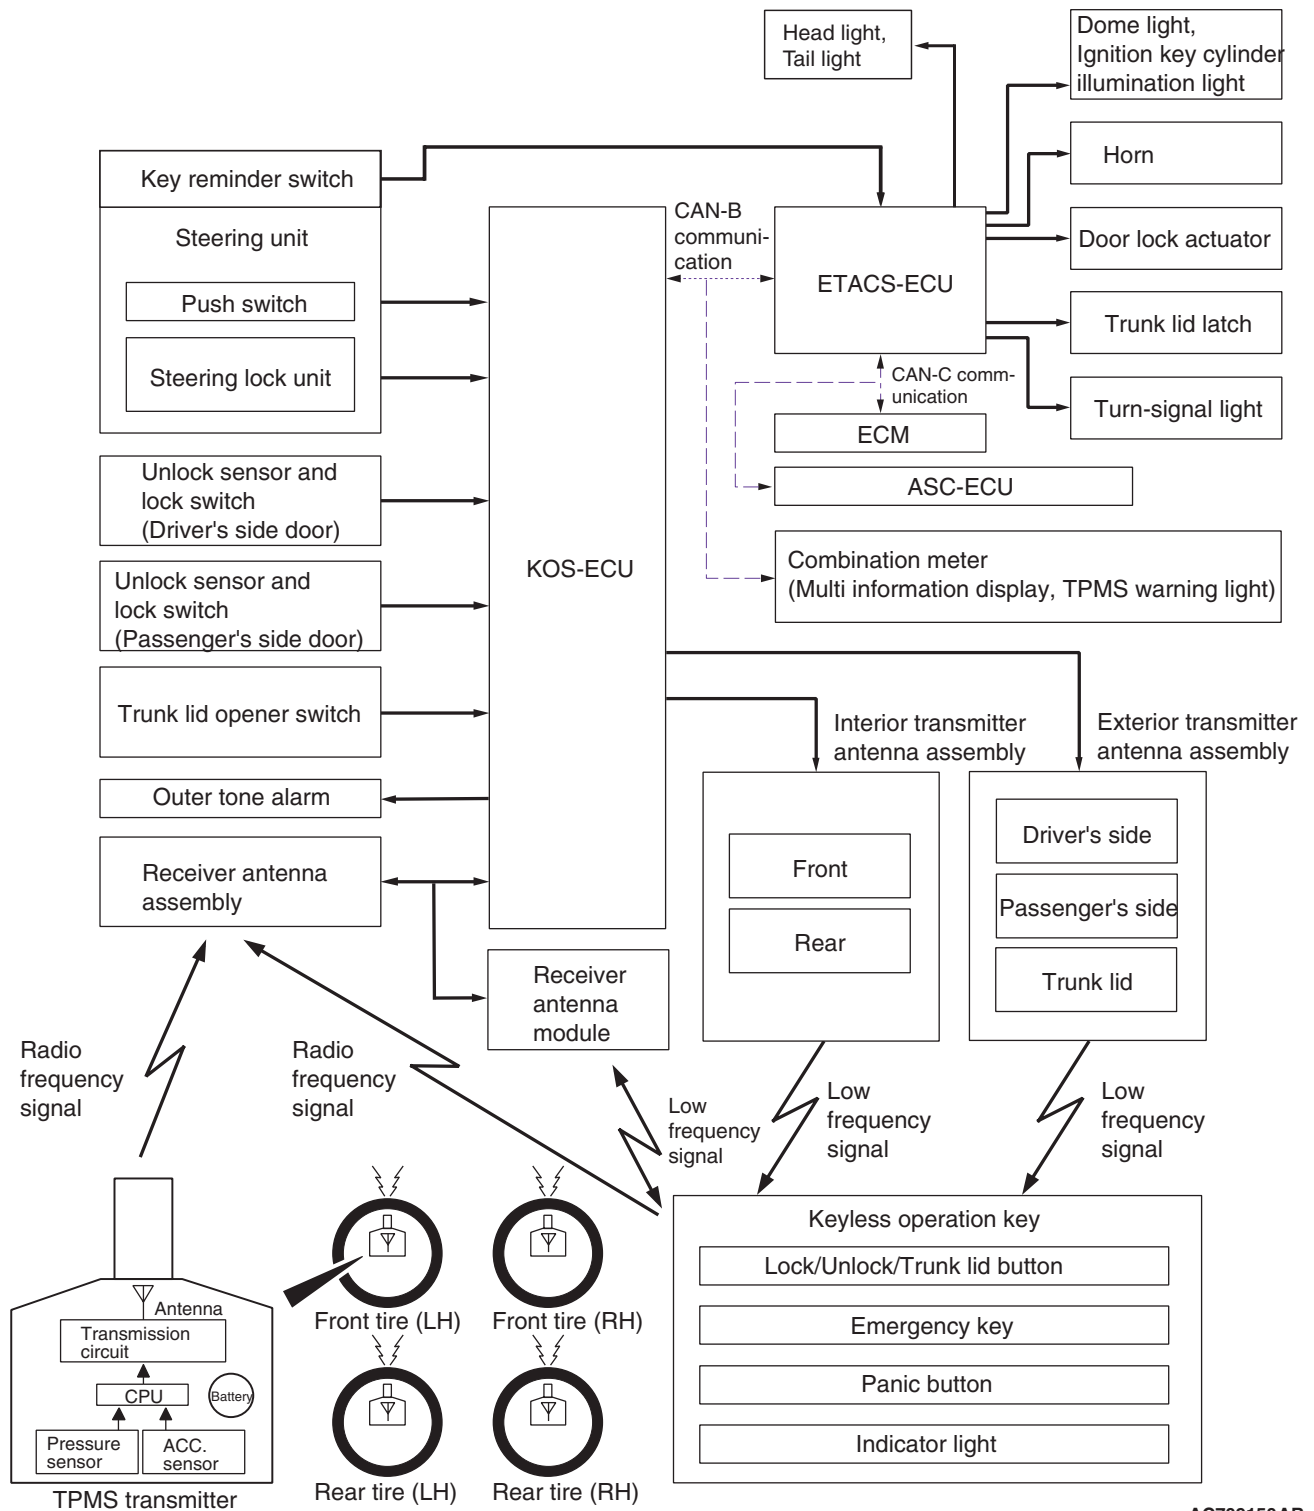 Head light,
Tail light
Dome light,
Ignition key cylinder
illumination light
Key reminder switch
Horn
Steering unit
CAN-B
communi-
cation
ETACS-ECU
Door lock actuator
Push switch
Trunk lid latch
Steering lock unit
CAN-C comm-
unication
Turn-signal light
ECM
Unlock sensor and
lock switch
(Driver's side door)
ASC-ECU
KOS-ECU
Combination meter
(Multi information display, TPMS warning light)
Unlock sensor and
lock switch
(Passenger's side door)
Trunk lid opener switch
Interior transmitter
antenna assembly
Exterior transmitter
antenna assembly
Outer tone alarm
Driver's side
Front
Receiver antenna
assembly
Passenger's side
Rear
Receiver
antenna
module
Trunk lid
Radio
frequency
signal
Radio
frequency
signal
Low
frequency
signal
Low
frequency
signal
Low
frequency
signal
Keyless operation key
Lock/Unlock/Trunk lid button
Emergency key
Panic button
Indicator light
Antenna
Transmission
circuit
CPU
Battery
Pressure
sensor
ACC.
sensor
TPMS transmitter
Front tire (LH)
Front tire (RH)
Rear tire (LH)
Rear tire (RH)